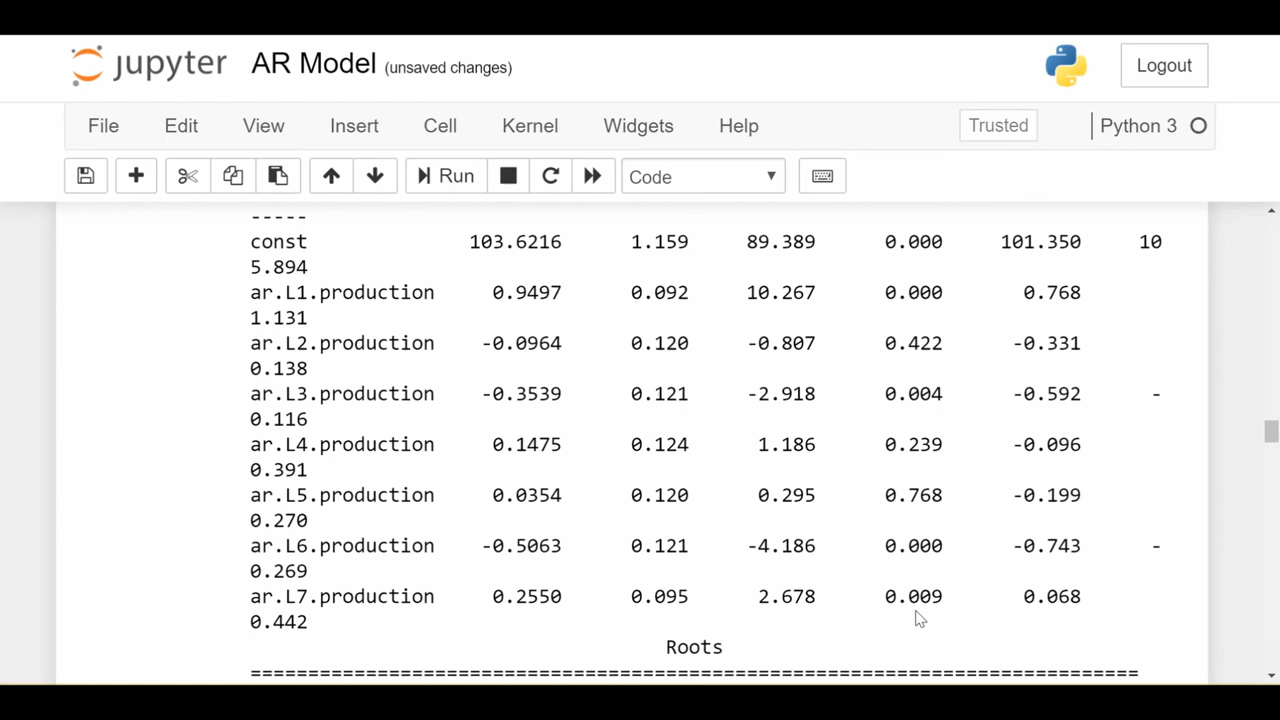 jupyter AR Model (unsaved changes) Logout
File Edit View Insert Cell Kernel Widgets Help Trusted Python 3
Run Code
-----
const 103.6216 1.159 89.389 0.000 101.350 10
5.894
ar.L1.production 0.9497 0.092 10.267 0.000 0.768
1.131
ar.L2.production -0.0964 0.120 -0.807 0.422 -0.331
0.138
ar.L3.production -0.3539 0.121 -2.918 0.004 -0.592 -
0.116
ar.L4.production 0.1475 0.124 1.186 0.239 -0.096
0.391
ar.L5.production 0.0354 0.120 0.295 0.768 -0.199
0.270
ar.L6.production -0.5063 0.121 -4.186 0.000 -0.743 -
0.269
ar.L7.production 0.2550 0.095 2.678 0.009 0.068
0.442
Roots
=============================================================================